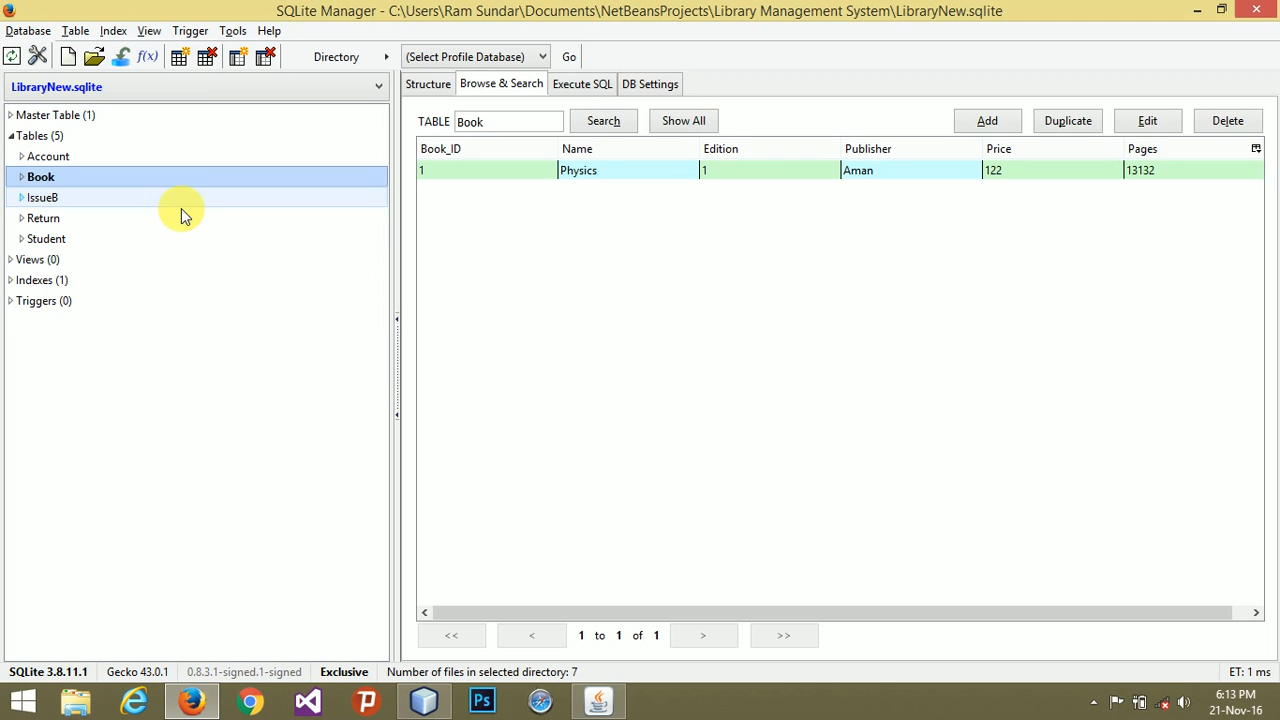 SQLite Manager - C:\Users\Ram Sundar\Documents\NetBeansProjects\Library Management System\LibraryNew.sqlite
Database Table Index View Trigger Tools Help
f(x) Directory (Select Profile Database) Go
LibraryNew.sqlite
Structure Browse & Search Execute SQL DB Settings
Master Table (1)
Tables (5)
Account
Book
IssueB
Return
Student
Views (0)
Indexes (1)
Triggers (0)
TABLE Book Search Show All Add Duplicate Edit Delete
Book_ID Name Edition Publisher Price Pages
1 Physics 1 Aman 122 13132
<< < 1 to 1 of 1 > >>
SQLite 3.8.11.1 Gecko 43.0.1 0.8.3.1-signed.1-signed Exclusive Number of files in selected directory: 7 ET: 1 ms
Ps
6:13 PM
21-Nov-16